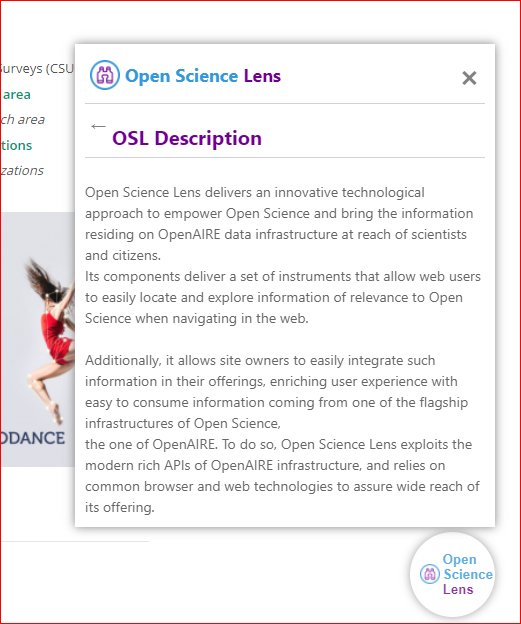 Surveys (CSU
Open Science Lens
×
area
ch area
←
OSL Description
tions
zations
Open Science Lens delivers an innovative technological
approach to empower Open Science and bring the information
residing on OpenAIRE data infrastructure at reach of scientists
and citizens.
Its components deliver a set of instruments that allow web users
to easily locate and explore information of relevance to Open
Science when navigating in the web.
Additionally, it allows site owners to easily integrate such
information in their offerings, enriching user experience with
easy to consume information coming from one of the flagship
infrastructures of Open Science,
the one of OpenAIRE. To do so, Open Science Lens exploits the
modern rich APIs of OpenAIRE infrastructure, and relies on
common browser and web technologies to assure wide reach of
its offering.
ODANCE
Open
Science
Lens